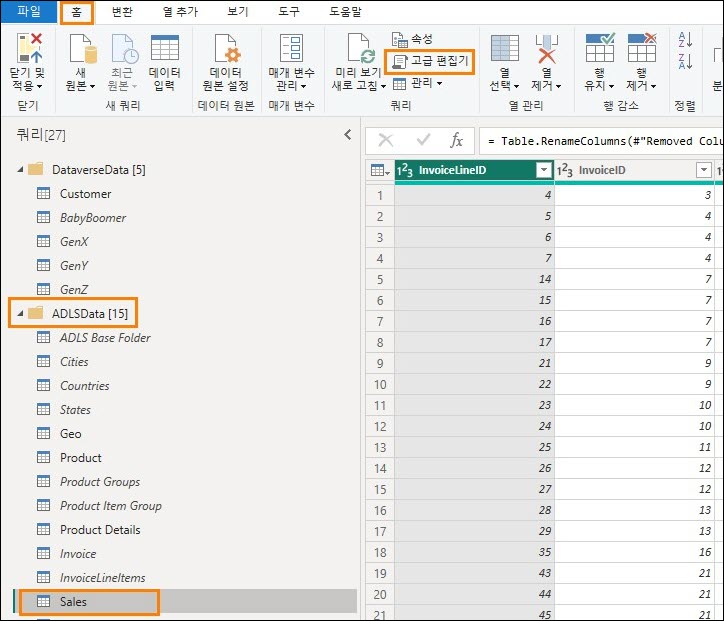 파일 홈 변환 열 추가 보기 도구 도움말
닫기 및 적용
새 원본
최근 원본
데이터 입력
데이터 원본 설정
매개 변수 관리
미리 보기 새로 고침
속성
고급 편집기
관리
열 선택
열 제거
행 유지
행 제거
닫기 새 쿼리 데이터 원본 매개 변수 쿼리 열 관리 행 감소 정렬
쿼리[27]
= Table.RenameColumns(#"Removed Colu
DataverseData [5]
Customer
BabyBoomer
GenX
GenY
GenZ
ADLSData [15]
ADLS Base Folder
Cities
Countries
States
Geo
Product
Product Groups
Product Item Group
Product Details
Invoice
InvoiceLineItems
Sales
InvoiceLineID InvoiceID
1 4 3
2 5 4
3 6 4
4 7 4
5 14 7
6 15 7
7 16 7
8 17 7
9 21 9
10 22 9
11 23 10
12 24 10
13 25 11
14 26 12
15 27 12
16 28 13
17 29 13
18 35 16
19 43 21
20 44 21
21 45 21